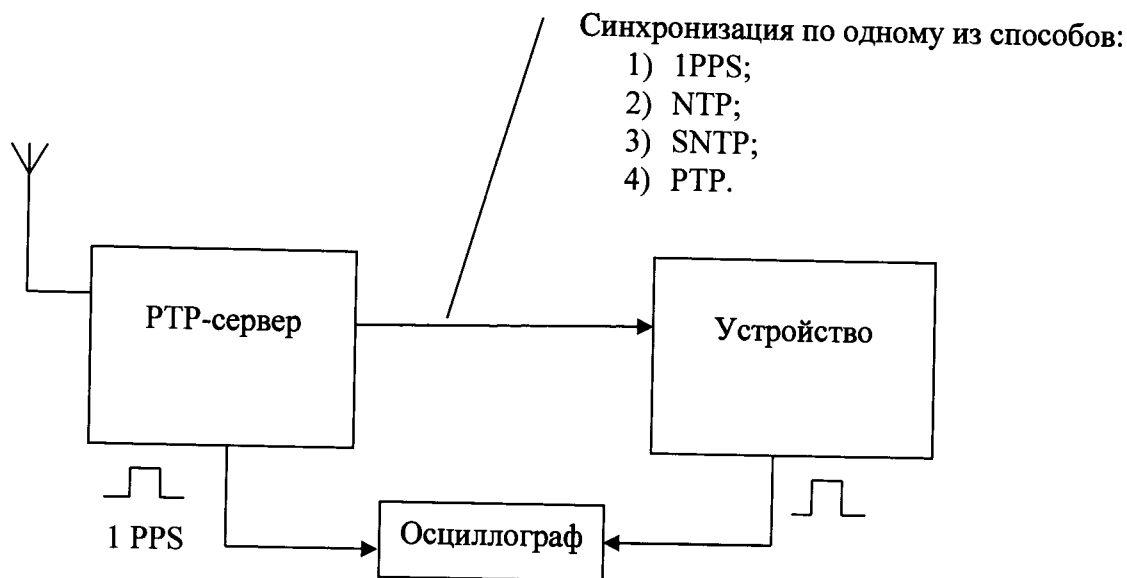 Синхронизация по одному из способов:
1) 1PPS;
2) NTP;
3) SNTP;
4) PTP.
PTP-сервер
Устройство
1 PPS
Осциллограф